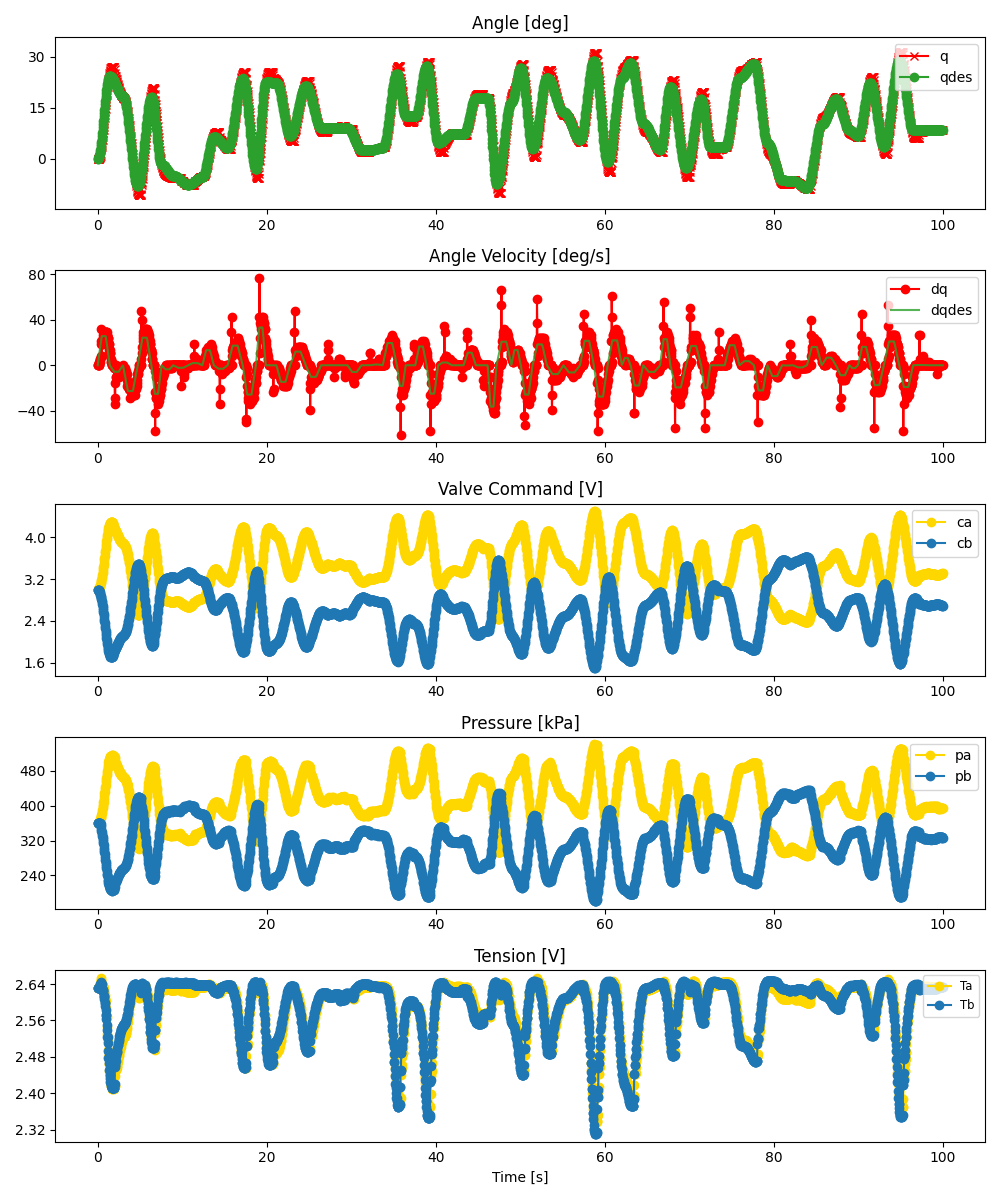 Angle [deg]
30
15
0
q
qdes
0 20 40 60 80 100
Angle Velocity [deg/s]
80
40
0
−40
dq
dqdes
0 20 40 60 80 100
Valve Command [V]
4.0
3.2
2.4
1.6
ca
cb
0 20 40 60 80 100
Pressure [kPa]
480
400
320
240
pa
pb
0 20 40 60 80 100
Tension [V]
2.64
2.56
2.48
2.40
2.32
Ta
Tb
0 20 40 60 80 100
Time [s]